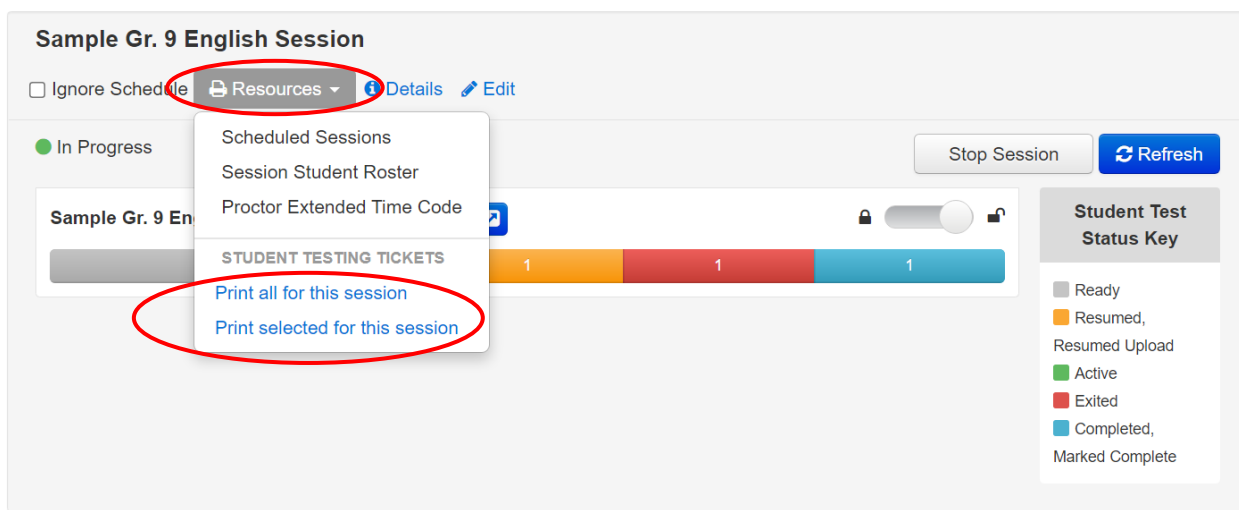 Sample Gr. 9 English Session
Ignore Schedule Resources Details Edit
In Progress
Scheduled Sessions
Session Student Roster
Proctor Extended Time Code
STUDENT TESTING TICKETS
Print all for this session
Print selected for this session
Stop Session
Refresh
Sample Gr. 9
1 1 1
Student Test
Status Key
Ready
Resumed,
Resumed Upload
Active
Exited
Completed,
Marked Complete